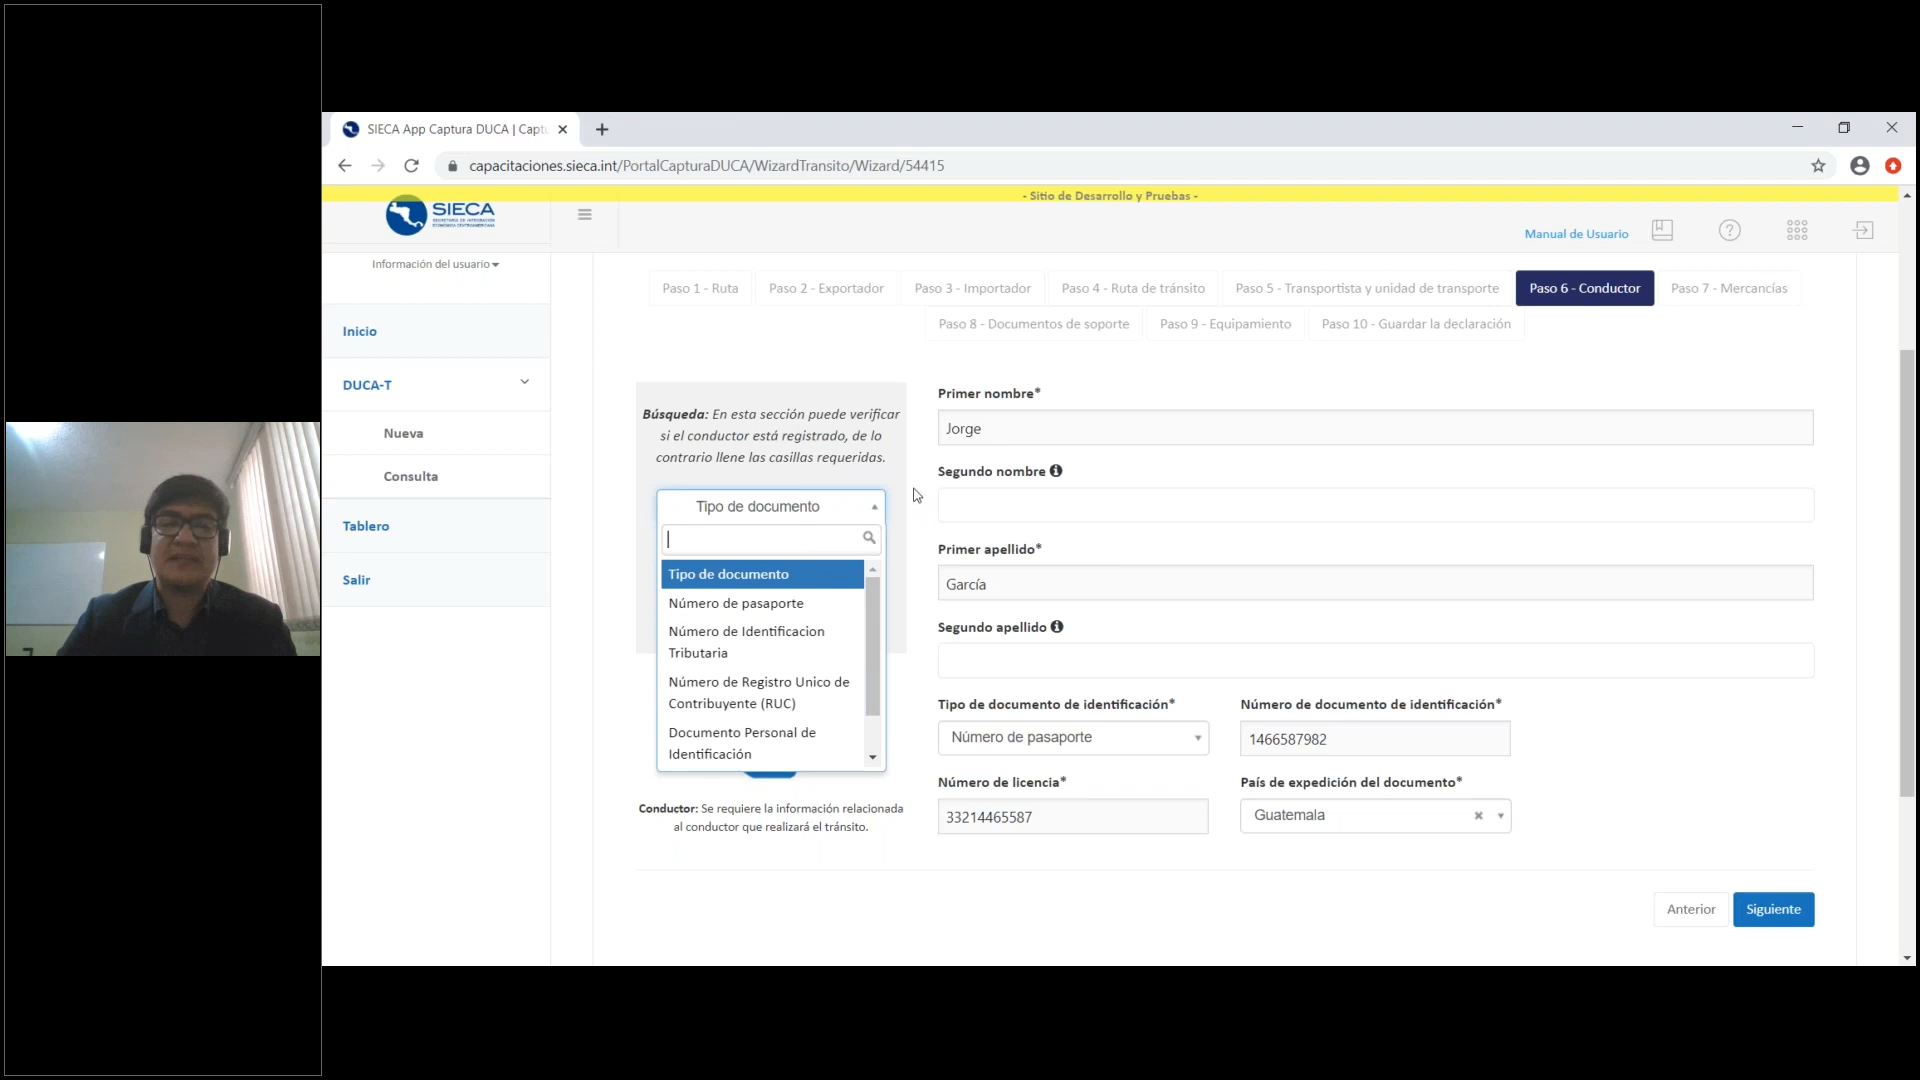 SIECA App Captura DUCA | Captu
capacitaciones.sieca.int/PortalCapturaDUCA/WizardTransito/Wizard/54415
- Sitio de Desarrollo y Pruebas -
SIECA
SECRETARÍA DE INTEGRACIÓN
ECONÓMICA CENTROAMERICANA
Manual de Usuario
Información del usuario
Inicio
DUCA-T
Nueva
Consulta
Tablero
Salir
Paso 1 - Ruta
Paso 2 - Exportador
Paso 3 - Importador
Paso 4 - Ruta de tránsito
Paso 5 - Transportista y unidad de transporte
Paso 6 - Conductor
Paso 7 - Mercancías
Paso 8 - Documentos de soporte
Paso 9 - Equipamiento
Paso 10 - Guardar la declaración
Búsqueda: En esta sección puede verificar
si el conductor está registrado, de lo
contrario llene las casillas requeridas.
Tipo de documento
Tipo de documento
Número de pasaporte
Número de Identificacion
Tributaria
Número de Registro Unico de
Contribuyente (RUC)
Documento Personal de
Identificación
Conductor: Se requiere la información relacionada
al conductor que realizará el tránsito.
Primer nombre*
Jorge
Segundo nombre
Primer apellido*
García
Segundo apellido
Tipo de documento de identificación*
Número de pasaporte
Número de documento de identificación*
1466587982
Número de licencia*
33214465587
País de expedición del documento*
Guatemala
Anterior
Siguiente